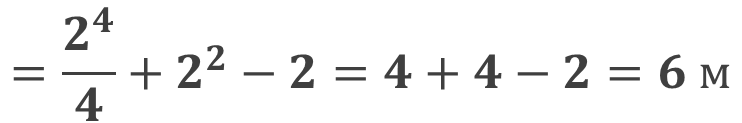 = 2⁴/4 + 2² − 2 = 4 + 4 − 2 = 6 м